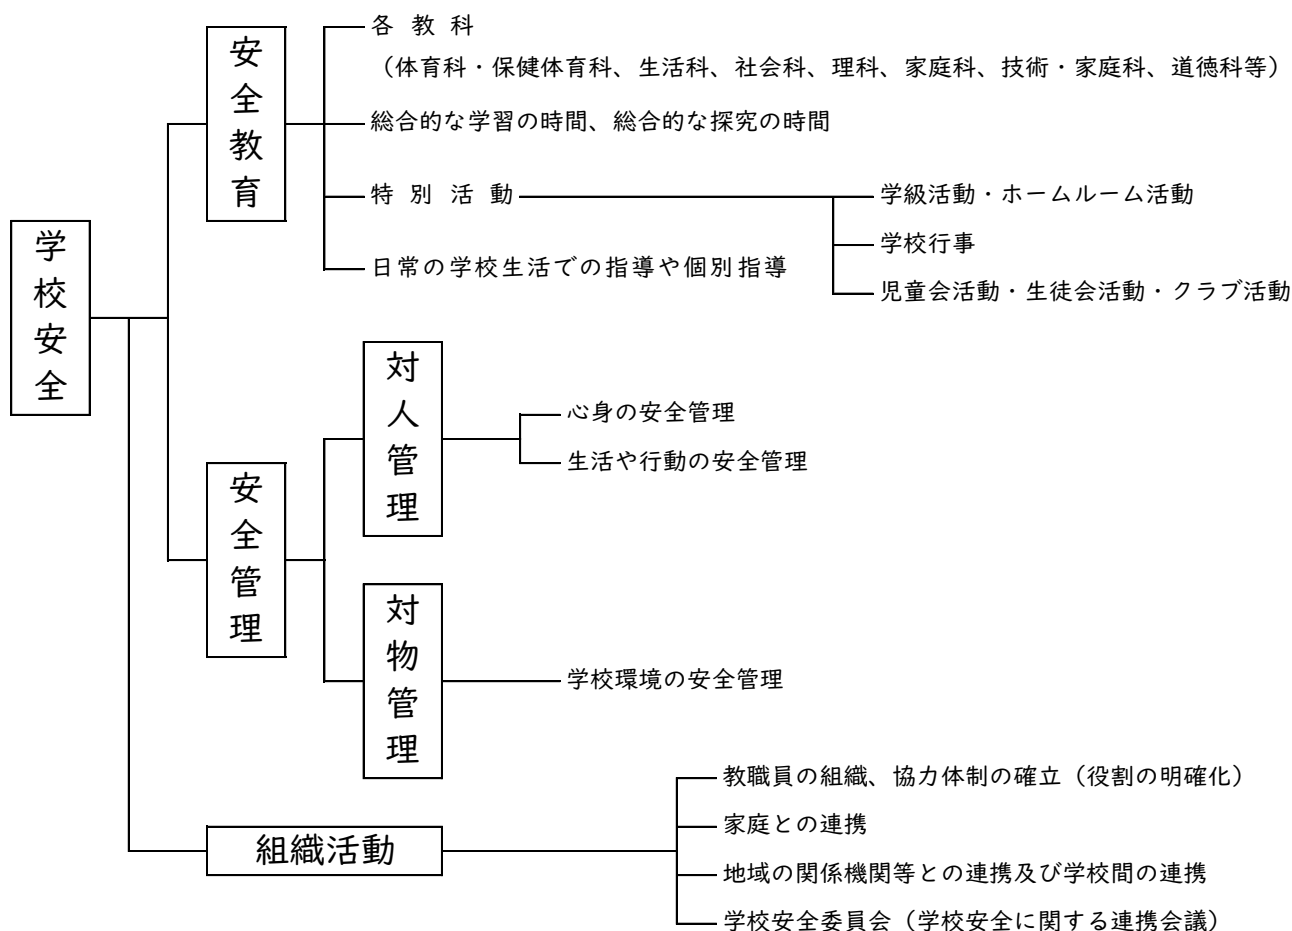 学校安全
安全教育
各教科
（体育科・保健体育科、生活科、社会科、理科、家庭科、技術・家庭科、道徳科等）
総合的な学習の時間、総合的な探究の時間
特別活動
学級活動・ホームルーム活動
学校行事
児童会活動・生徒会活動・クラブ活動
日常の学校生活での指導や個別指導
安全管理
対人管理
心身の安全管理
生活や行動の安全管理
対物管理
学校環境の安全管理
組織活動
教職員の組織、協力体制の確立（役割の明確化）
家庭との連携
地域の関係機関等との連携及び学校間の連携
学校安全委員会（学校安全に関する連携会議）